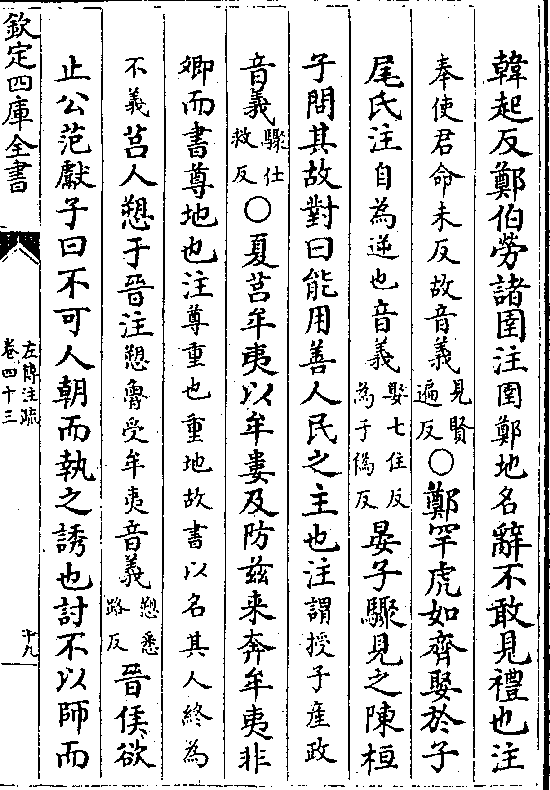 韓起反鄭伯勞諸圉注圉鄭地名辭不敢見禮也注
奉使君命未反故音義見賢遍反○鄭罕虎如齊娶於子
尾氏注自為逆也音義娶七住反為于偽反晏子驟見之陳桓
子問其故對曰能用善人民之主也注謂授子產政
音義驟仕救反○夏莒牟夷以牟婁及防茲来奔牟夷非
卿而書尊地也注尊重也重地故書以名其人終為
不義莒人愬于晉注愬魯受牟夷音義愬悉路反晉侯欲
止公范獻子曰不可人朝而執之誘也討不以師而
欽定四庫全書
左傳注疏
卷四十三
十九